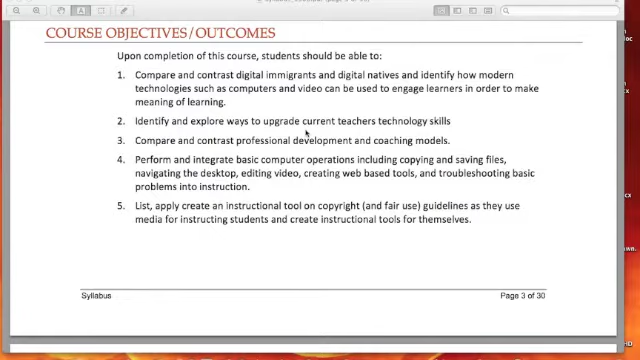 COURSE OBJECTIVES/OUTCOMES
Upon completion of this course, students should be able to:
1. Compare and contrast digital immigrants and digital natives and identify how modern
technologies such as computers and video can be used to engage learners in order to make
meaning of learning.
2. Identify and explore ways to upgrade current teachers technology skills
3. Compare and contrast professional development and coaching models.
4. Perform and integrate basic computer operations including copying and saving files,
navigating the desktop, editing video, creating web based tools, and troubleshooting basic
problems into instruction.
5. List, apply create an instructional tool on copyright (and fair use) guidelines as they use
media for instructing students and create instructional tools for themselves.
Syllabus
Page 3 of 30